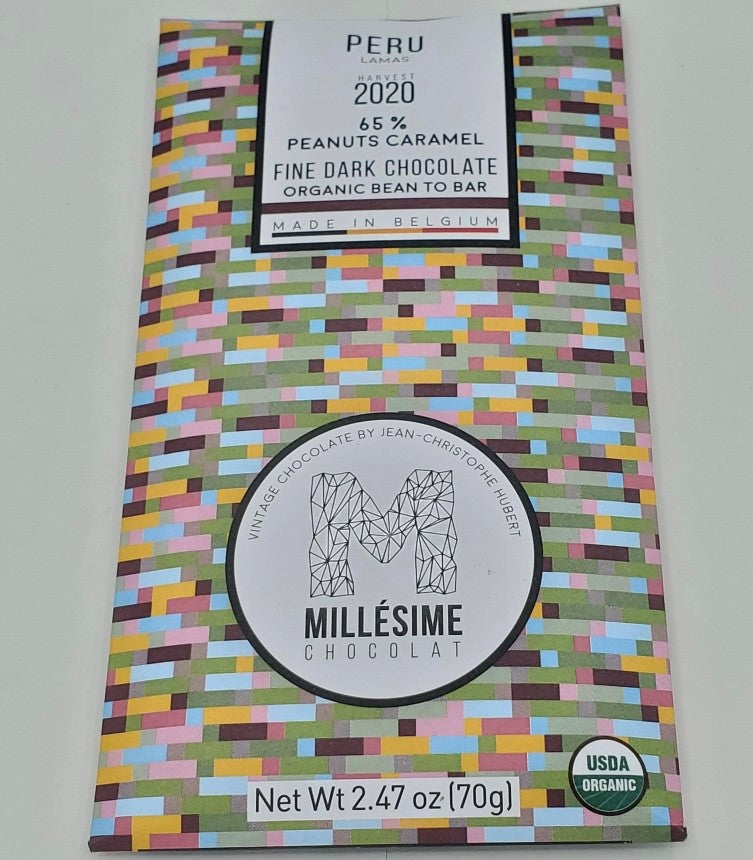 PERU
LAMAS
HARVEST
2020
65 %
PEANUTS CARAMEL
FINE DARK CHOCOLATE
ORGANIC BEAN TO BAR
MADE IN BELGIUM
VINTAGE CHOCOLATE BY JEAN-CHRISTOPHE HUBERT
M
MILLÉSIME
CHOCOLAT
USDA
ORGANIC
Net Wt 2.47 oz (70g)